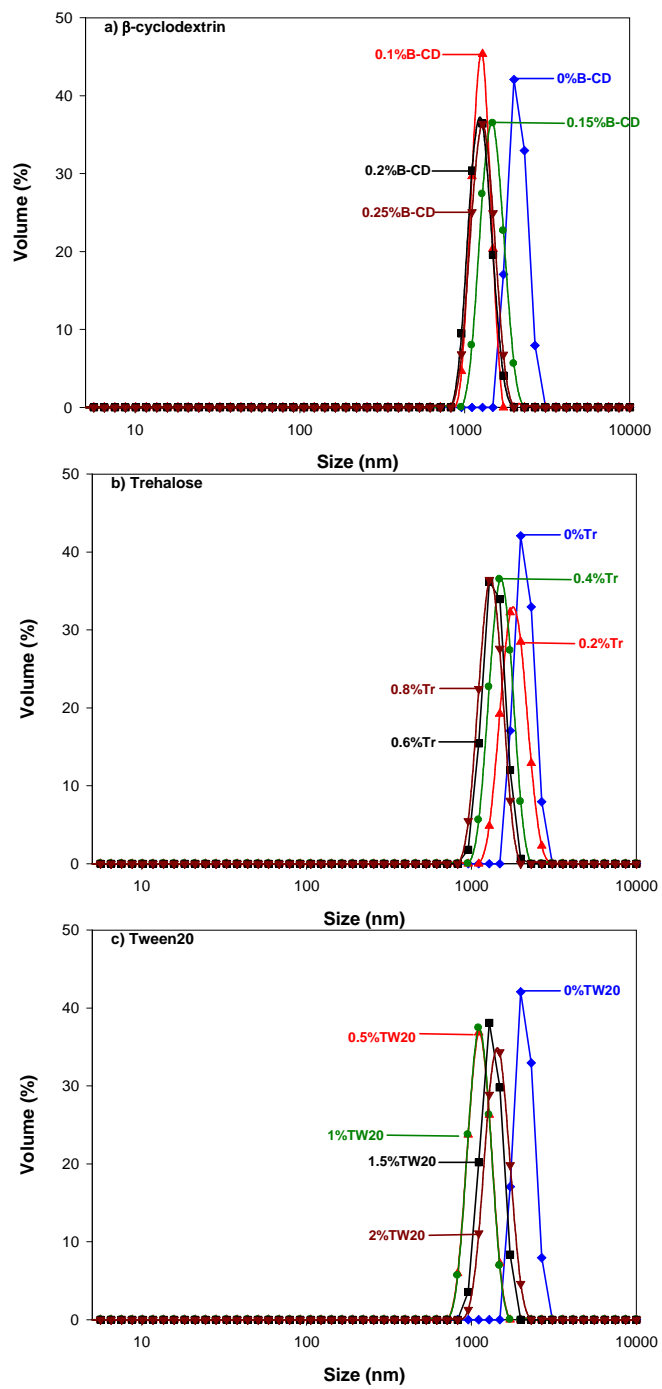 a) β-cyclodextrin
50
40
30
20
10
0
Volume (%)
0.1%B-CD
0%B-CD
0.15%B-CD
0.2%B-CD
0.25%B-CD
10
100
1000
10000
Size (nm)
b) Trehalose
50
40
30
20
10
0
Volume (%)
0%Tr
0.4%Tr
0.2%Tr
0.8%Tr
0.6%Tr
10
100
1000
10000
Size (nm)
c) Tween20
50
40
30
20
10
0
Volume (%)
0%TW20
0.5%TW20
1%TW20
1.5%TW20
2%TW20
10
100
1000
10000
Size (nm)